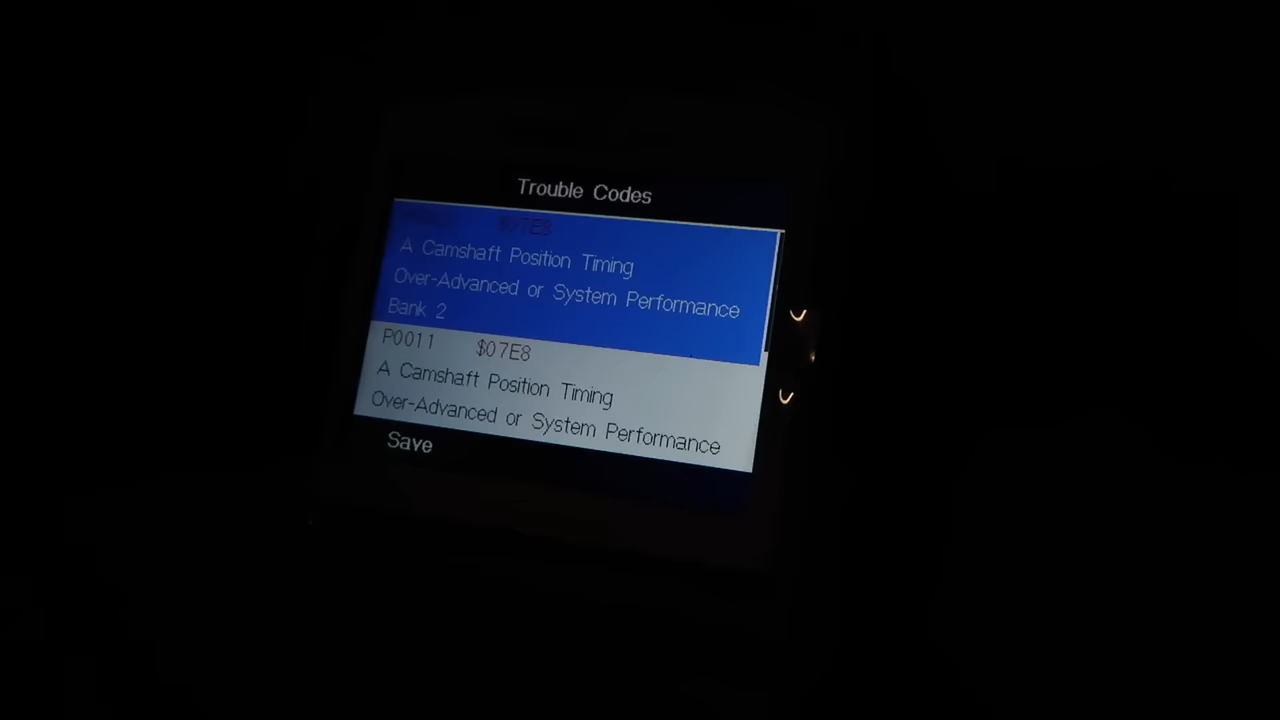 Trouble Codes
$07E8
A Camshaft Position Timing
Over-Advanced or System Performance
Bank 2
P0011 $07E8
A Camshaft Position Timing
Over-Advanced or System Performance
Save